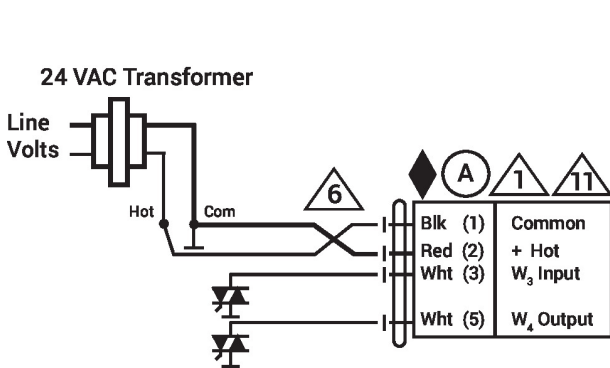 24 VAC Transformer
Line
Volts
Hot
Com
6
A
1
11
Blk (1) Common
Red (2) + Hot
Wht (3) W₃ Input
Wht (5) W₄ Output